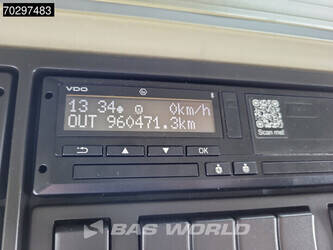 70297483
VDO
13 34 0km/h
OUT 960471.3km
OK
Scan me!
BAS WORLD